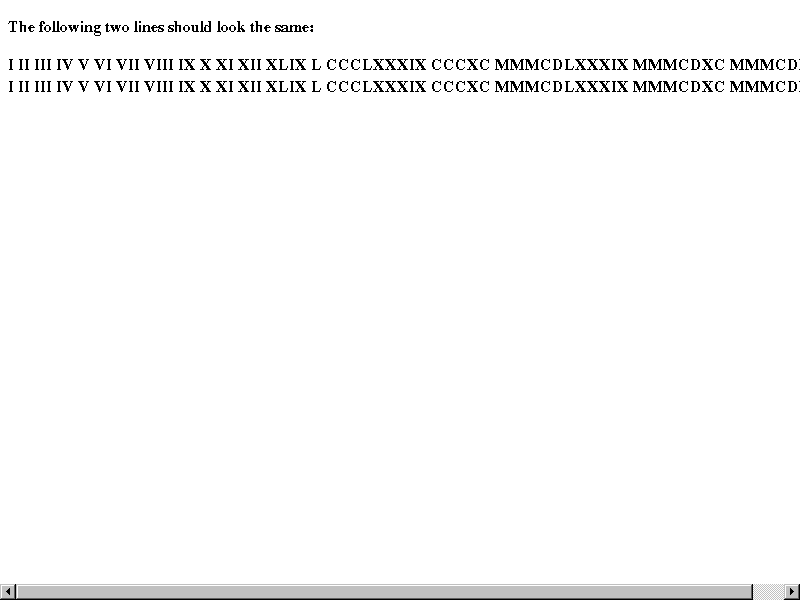 The following two lines should look the same:
I II III IV V VI VII VIII IX X XI XII XLIX L CCCLXXXIX CCCXC MMMCDLXXXIX MMMCDXC MMMCD
I II III IV V VI VII VIII IX X XI XII XLIX L CCCLXXXIX CCCXC MMMCDLXXXIX MMMCDXC MMMCD